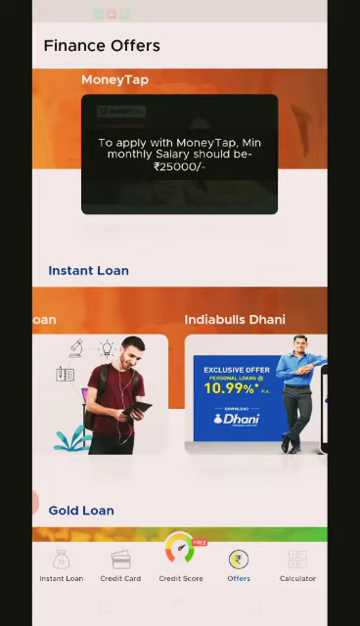 Finance Offers
MoneyTap
To apply with MoneyTap, Min
monthly Salary should be-
₹25000/-
Instant Loan
oan
Indiabulls Dhani
EXCLUSIVE OFFER
PERSONAL LOANS @
10.99%* P.A.
DOWNLOAD
Dhani
Gold Loan
FREE
Instant Loan
Credit Card
Credit Score
Offers
Calculator